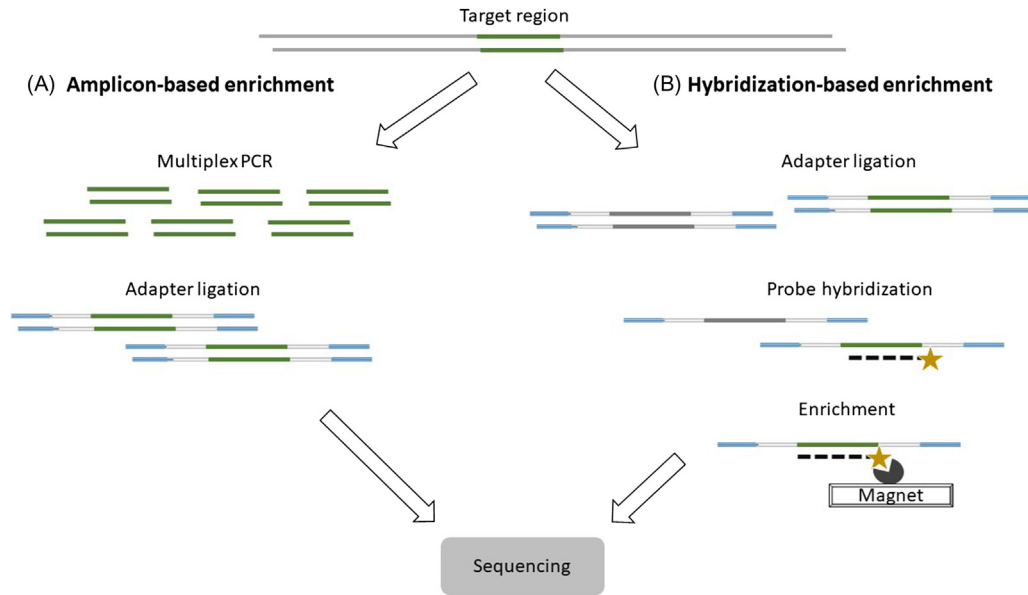 Target region
(A) Amplicon-based enrichment
(B) Hybridization-based enrichment
Multiplex PCR
Adapter ligation
Adapter ligation
Probe hybridization
Enrichment
Magnet
Sequencing